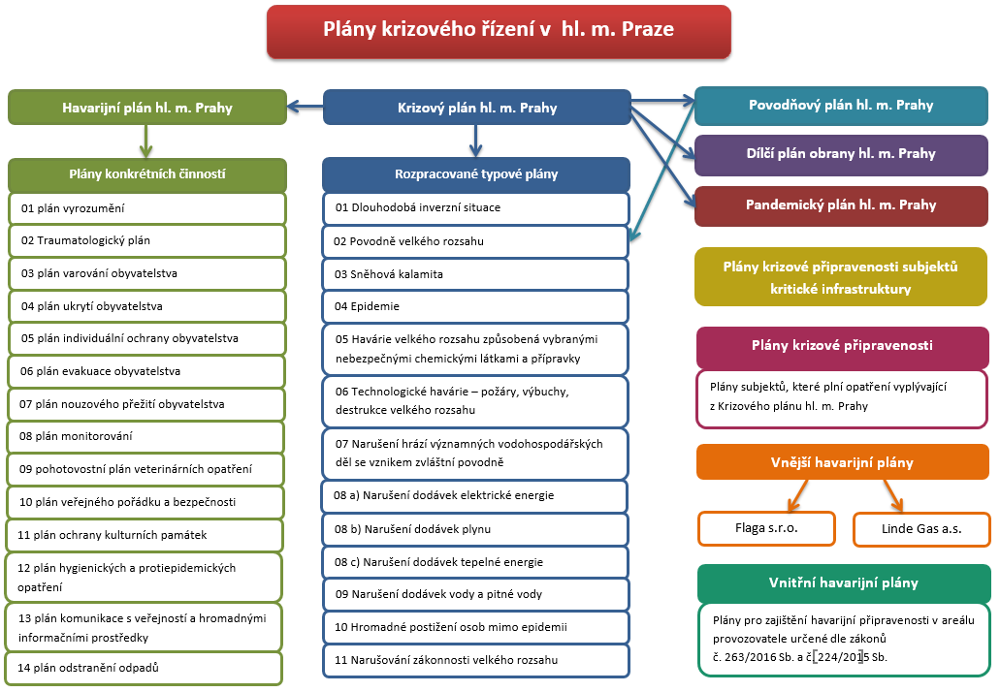 Plány krizového řízení v hl. m. Praze
Havarijní plán hl. m. Prahy
Plány konkrétních činností
01 plán vyrozumění
02 Traumatologický plán
03 plán varování obyvatelstva
04 plán ukrytí obyvatelstva
05 plán individuální ochrany obyvatelstva
06 plán evakuace obyvatelstva
07 plán nouzového přežití obyvatelstva
08 plán monitorování
09 pohotovostní plán veterinárních opatření
10 plán veřejného pořádku a bezpečnosti
11 plán ochrany kulturních památek
12 plán hygienických a protiepidemických
opatření
13 plán komunikace s veřejností a hromadnými
informačními prostředky
14 plán odstranění odpadů
Krizový plán hl. m. Prahy
Rozpracované typové plány
01 Dlouhodobá inverzní situace
02 Povodně velkého rozsahu
03 Sněhová kalamita
04 Epidemie
05 Havárie velkého rozsahu způsobená vybranými
nebezpečnými chemickými látkami a přípravky
06 Technologické havárie – požáry, výbuchy,
destrukce velkého rozsahu
07 Narušení hrází významných vodohospodářských
děl se vznikem zvláštní povodně
08 a) Narušení dodávek elektrické energie
08 b) Narušení dodávek plynu
08 c) Narušení dodávek tepelné energie
09 Narušení dodávek vody a pitné vody
10 Hromadné postižení osob mimo epidemii
11 Narušování zákonnosti velkého rozsahu
Povodňový plán hl. m. Prahy
Dílčí plán obrany hl. m. Prahy
Pandemický plán hl. m. Prahy
Plány krizové připravenosti subjektů
kritické infrastruktury
Plány krizové připravenosti
Plány subjektů, které plní opatření vyplývající
z Krizového plánu hl. m. Prahy
Vnější havarijní plány
Flaga s.r.o.
Linde Gas a.s.
Vnitřní havarijní plány
Plány pro zajištění havarijní připravenosti v areálu
provozovatele určené dle zákonů
č. 263/2016 Sb. a č. 224/2015 Sb.